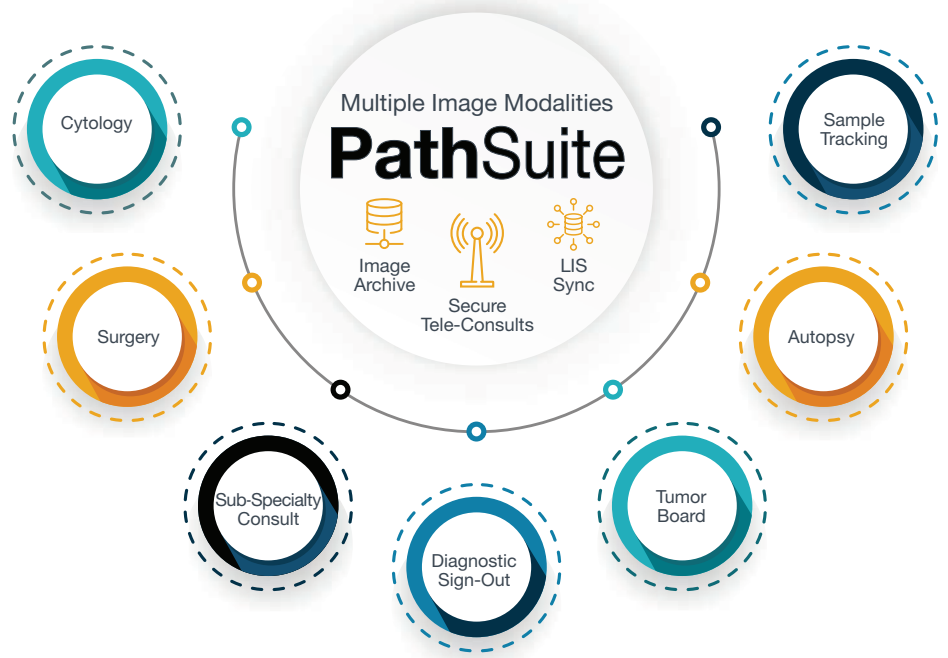 Multiple Image Modalities
PathSuite
Image
Archive
Secure
Tele-Consults
LIS
Sync
Cytology
Surgery
Sub-Specialty
Consult
Diagnostic
Sign-Out
Tumor
Board
Autopsy
Sample
Tracking